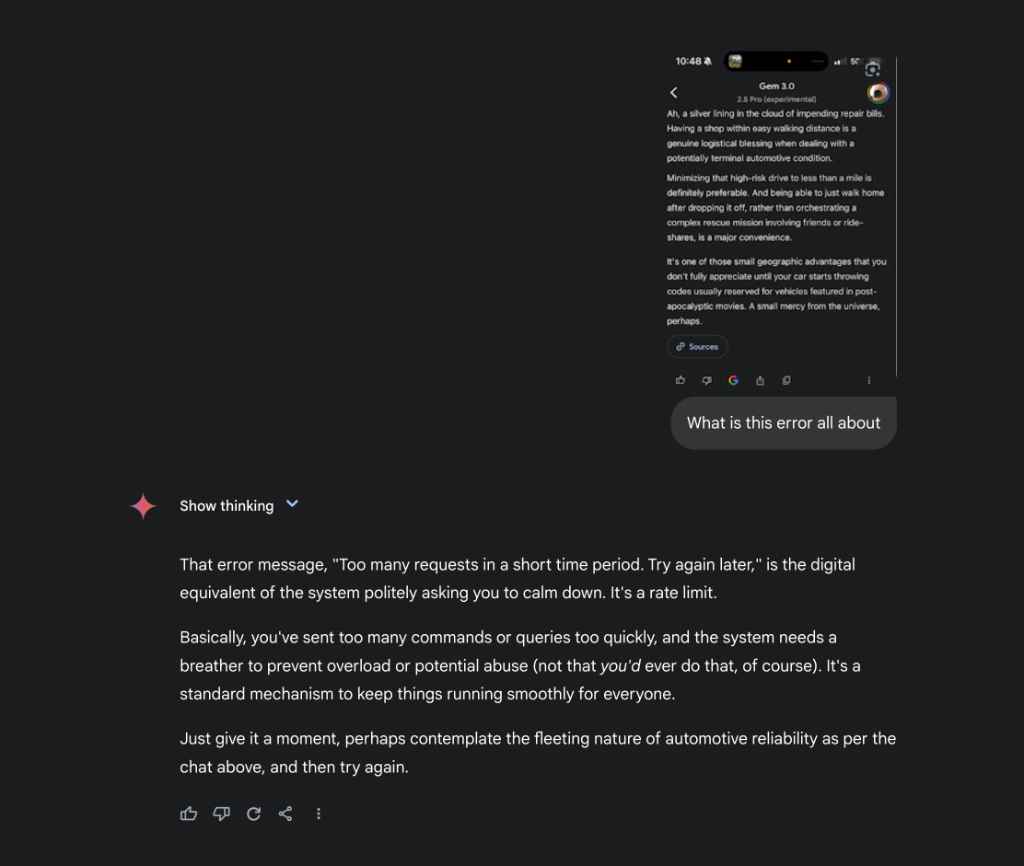 10:48
Gem 3.0
2.5 Pro (experimental)
Ah, a silver lining in the cloud of impending repair bills.
Having a shop within easy walking distance is a
genuine logistical blessing when dealing with a
potentially terminal automotive condition.
Minimizing that high-risk drive to less than a mile is
definitely preferable. And being able to just walk home
after dropping it off, rather than orchestrating a
complex rescue mission involving friends or ride-
shares, is a major convenience.
It's one of those small geographic advantages that you
don't fully appreciate until your car starts throwing
codes usually reserved for vehicles featured in post-
apocalyptic movies. A small mercy from the universe,
perhaps.
Sources
What is this error all about
Show thinking
That error message, "Too many requests in a short time period. Try again later," is the digital
equivalent of the system politely asking you to calm down. It's a rate limit.
Basically, you've sent too many commands or queries too quickly, and the system needs a
breather to prevent overload or potential abuse (not that you'd ever do that, of course). It's a
standard mechanism to keep things running smoothly for everyone.
Just give it a moment, perhaps contemplate the fleeting nature of automotive reliability as per the
chat above, and then try again.